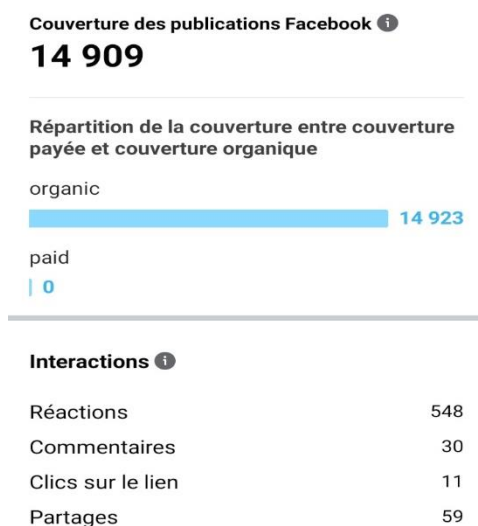 Couverture des publications Facebook
14 909
Répartition de la couverture entre couverture
payée et couverture organique
organic
14 923
paid
0
Interactions
Réactions 548
Commentaires 30
Clics sur le lien 11
Partages 59